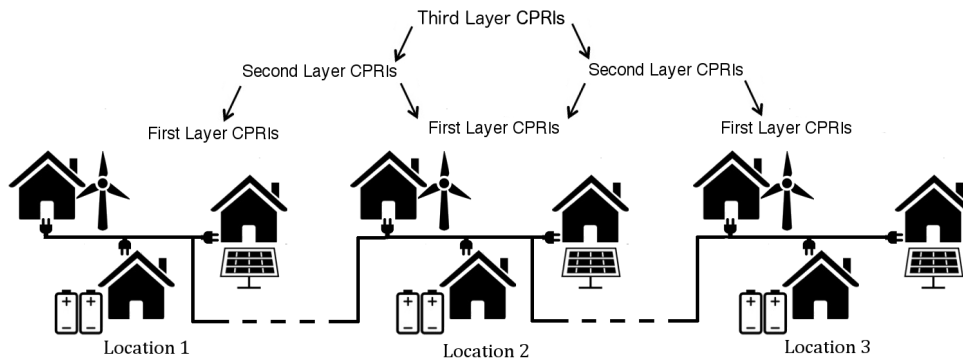 Third Layer CPRIs
Second Layer CPRIs
Second Layer CPRIs
First Layer CPRIs
First Layer CPRIs
First Layer CPRIs
+ +
- -
+ +
- -
+ +
- -
Location 1
Location 2
Location 3